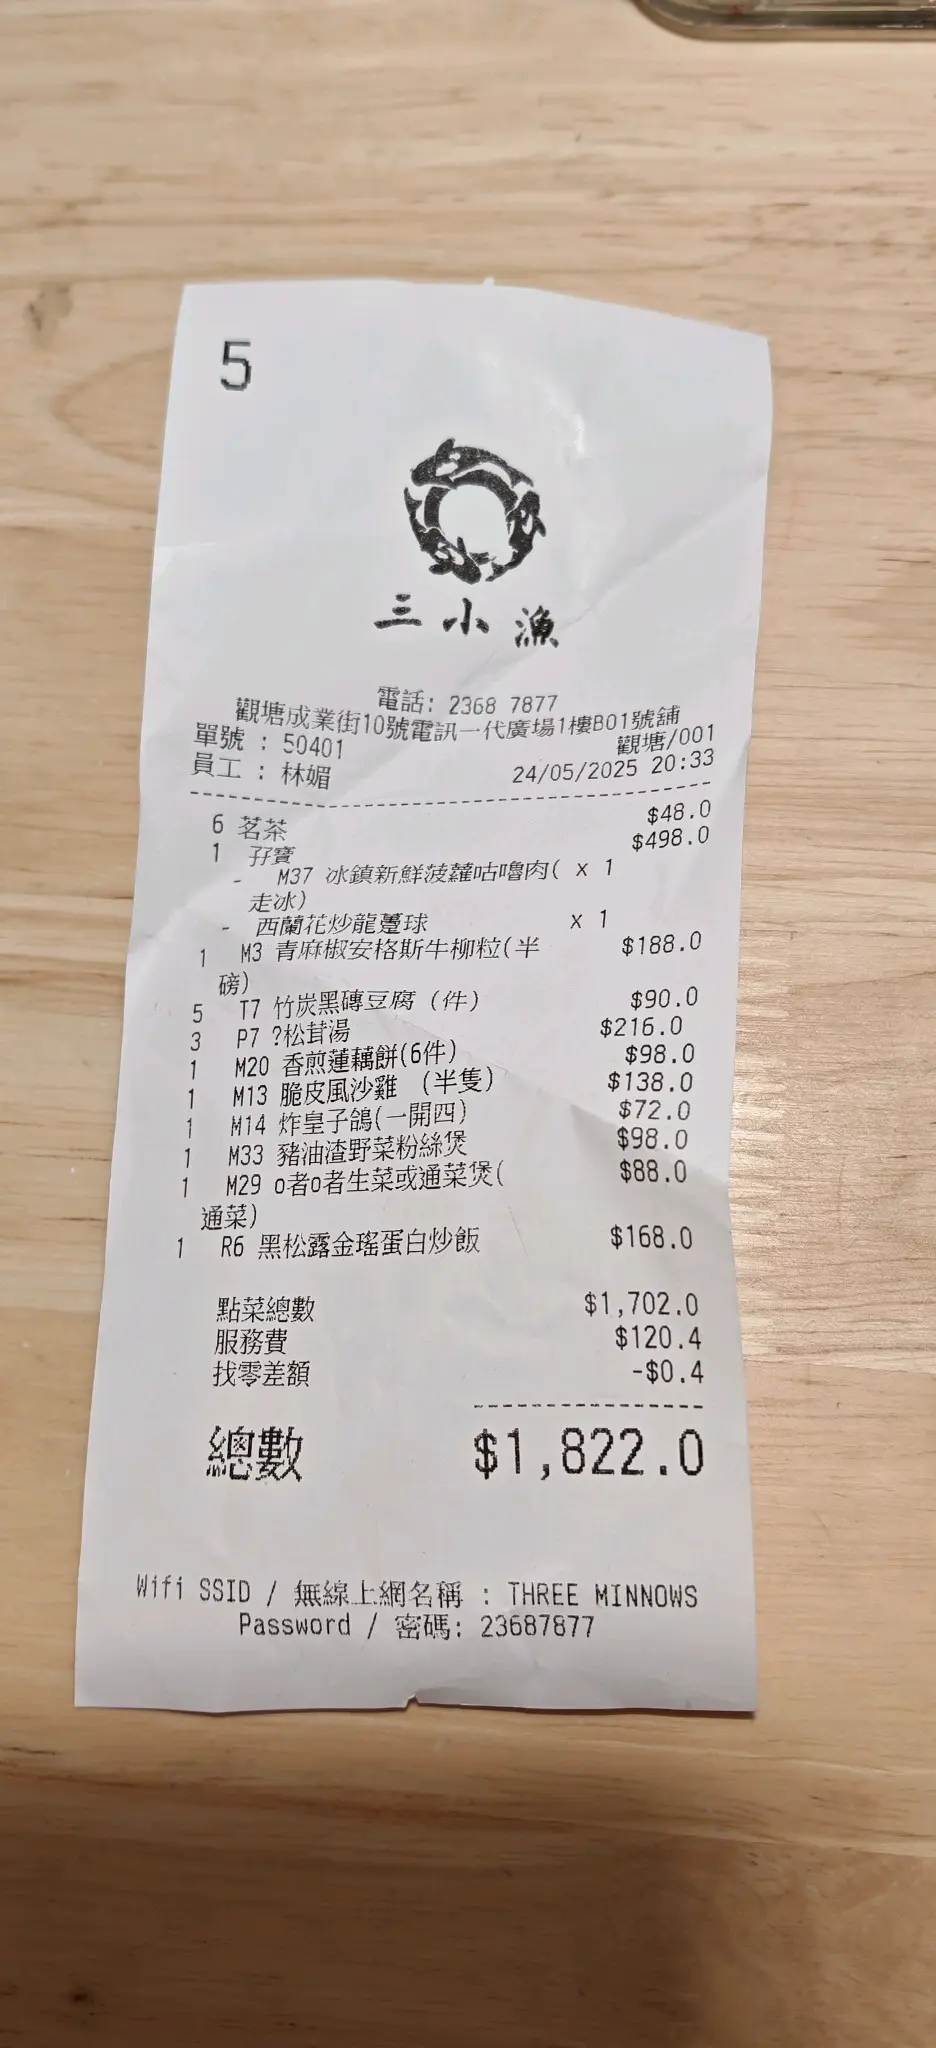 5
三小漁
電話: 2368 7877
觀塘成業街10號電訊一代廣場1樓B01號舖
單號 : 50401 觀塘/001
員工 : 林媚 24/05/2025 20:33
6 茗茶 $48.0
1 孖寶 $498.0
- M37 冰鎮新鮮菠蘿咕嚕肉( x 1
走冰)
- 西蘭花炒龍躉球 x 1
1 M3 青麻椒安格斯牛柳粒(半 $188.0
磅)
5 T7 竹炭黑磚豆腐 (件) $90.0
3 P7 ?松茸湯 $216.0
1 M20 香煎蓮藕餅(6件) $98.0
1 M13 脆皮風沙雞 (半隻) $138.0
1 M14 炸皇子鴿(一開四) $72.0
1 M33 豬油渣野菜粉絲煲 $98.0
1 M29 o者o者生菜或通菜煲( $88.0
通菜)
1 R6 黑松露金瑤蛋白炒飯 $168.0
點菜總數 $1,702.0
服務費 $120.4
找零差額 -$0.4
總數 $1,822.0
Wifi SSID / 無線上網名稱 : THREE MINNOWS
Password / 密碼: 23687877